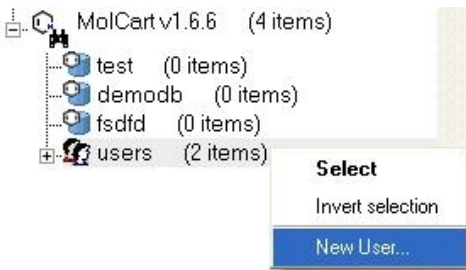 MolCart v1.6.6 (4 items)
test (0 items)
demodb (0 items)
fsdfd (0 items)
users (2 items)
Select
Invert selection
New User...